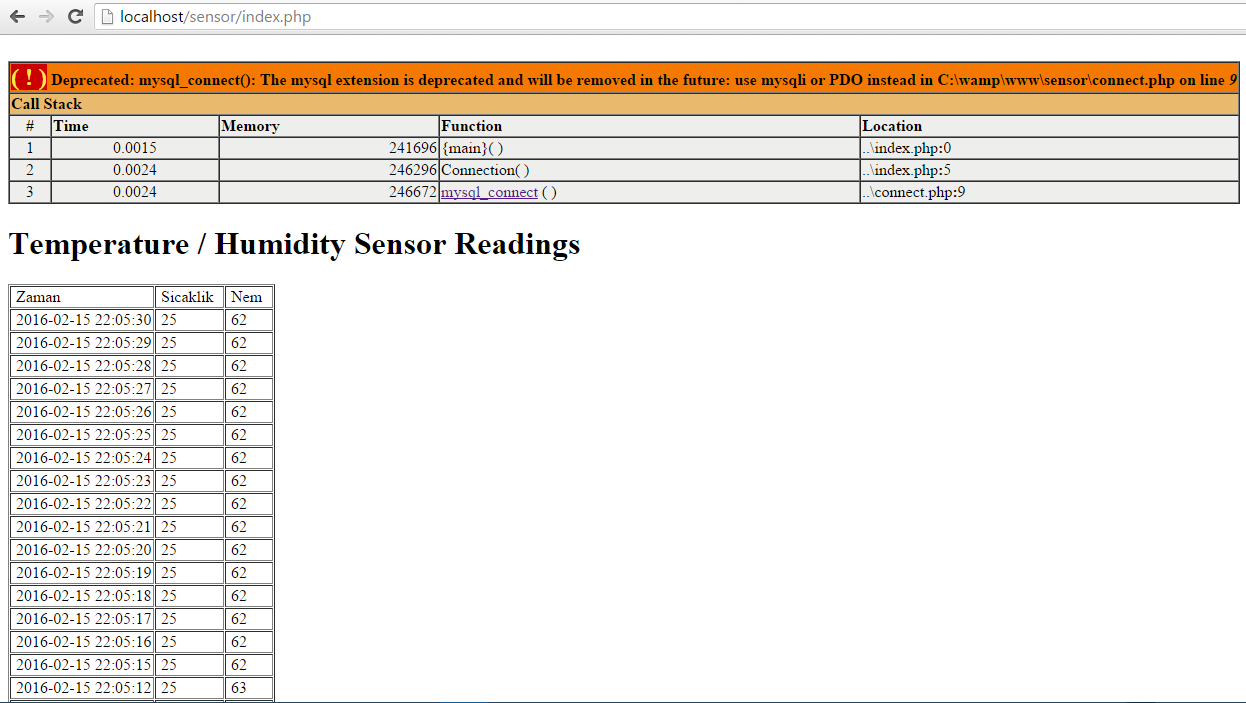 localhost/sensor/index.php
( ! ) Deprecated: mysql_connect(): The mysql extension is deprecated and will be removed in the future: use mysqli or PDO instead in C:\wamp\www\sensor\connect.php on line 9
Call Stack
# Time Memory Function Location
1 0.0015 241696 {main}( ) ..\index.php:0
2 0.0024 246296 Connection( ) ..\index.php:5
3 0.0024 246672 mysql_connect ( ) ..\connect.php:9
Temperature / Humidity Sensor Readings
Zaman Sicaklik Nem
2016-02-15 22:05:30 25 62
2016-02-15 22:05:29 25 62
2016-02-15 22:05:28 25 62
2016-02-15 22:05:27 25 62
2016-02-15 22:05:26 25 62
2016-02-15 22:05:25 25 62
2016-02-15 22:05:24 25 62
2016-02-15 22:05:23 25 62
2016-02-15 22:05:22 25 62
2016-02-15 22:05:21 25 62
2016-02-15 22:05:20 25 62
2016-02-15 22:05:19 25 62
2016-02-15 22:05:18 25 62
2016-02-15 22:05:17 25 62
2016-02-15 22:05:16 25 62
2016-02-15 22:05:15 25 62
2016-02-15 22:05:12 25 63